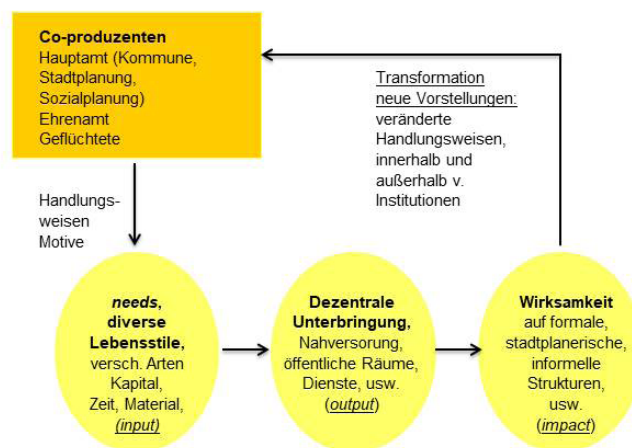 Co-produzenten
Hauptamt (Kommune,
Stadtplanung,
Sozialplanung)
Ehrenamt
Geflüchtete
Transformation
neue Vorstellungen:
veränderte
Handlungsweisen,
innerhalb und
außerhalb v.
Institutionen
Handlungs-
weisen
Motive
needs,
diverse
Lebensstile,
versch. Arten
Kapital,
Zeit, Material,
(input)
Dezentrale
Unterbringung,
Nahversorung,
öffentliche Räume,
Dienste, usw.
(output)
Wirksamkeit
auf formale,
stadtplanerische,
informelle
Strukturen,
usw.
(impact)